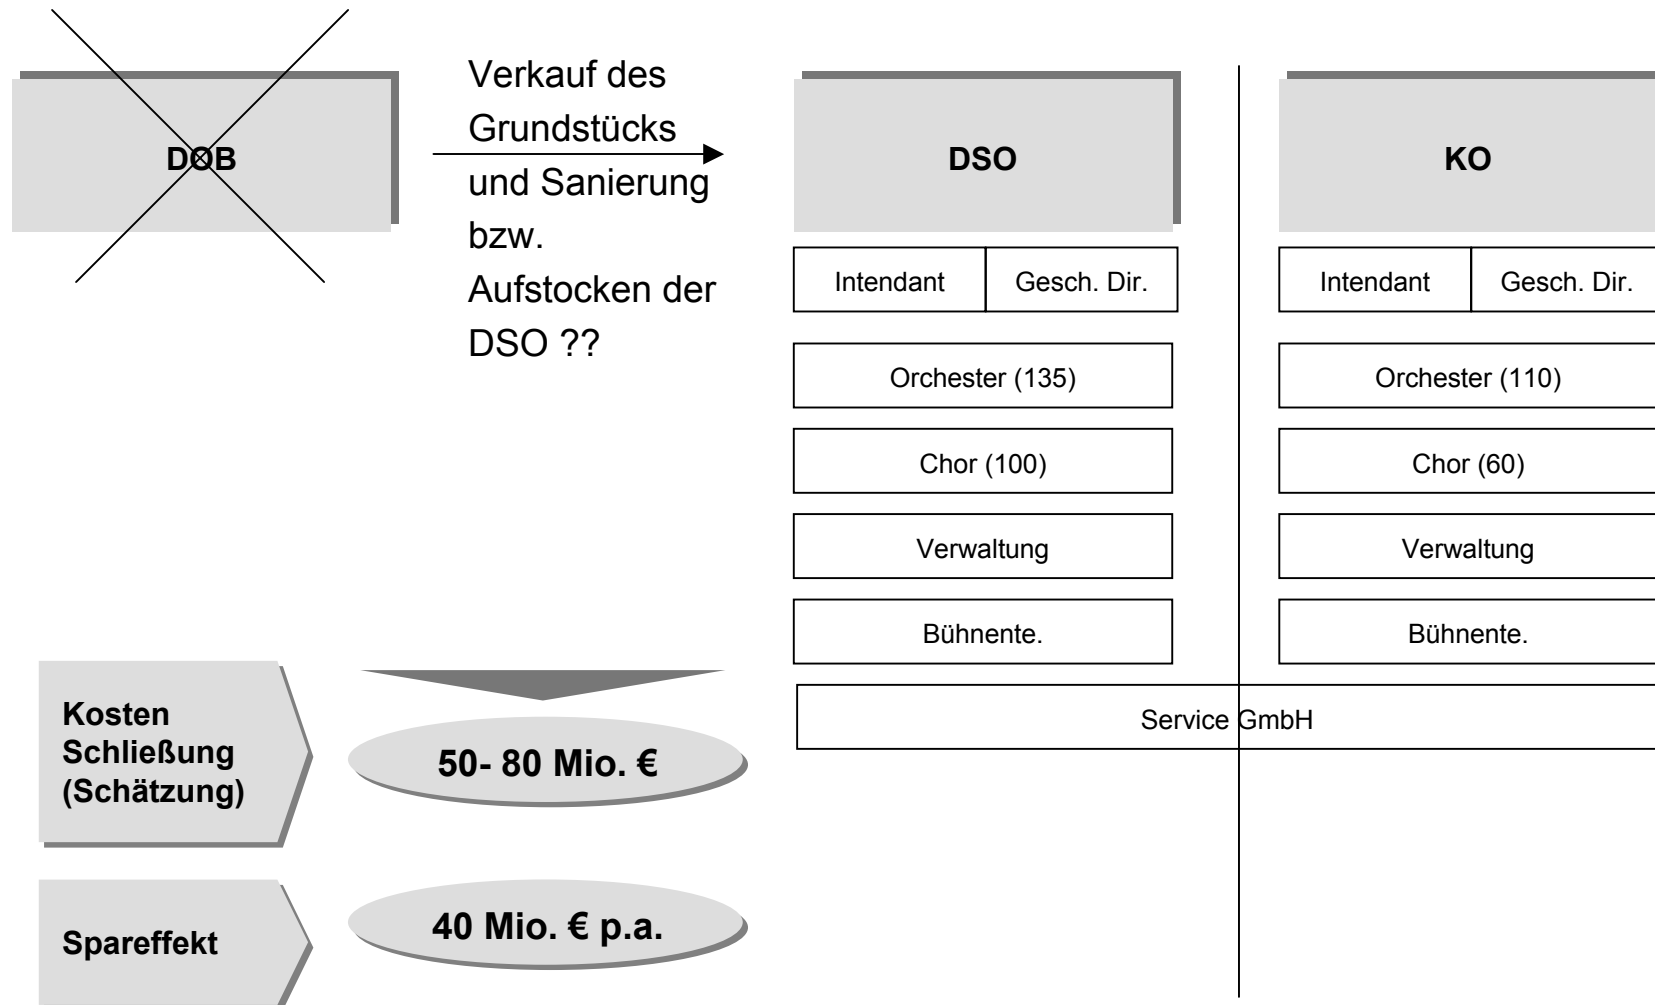 DOB
Verkauf des
Grundstücks
und Sanierung
bzw.
Aufstocken der
DSO ??
DSO
KO
Intendant
Gesch. Dir.
Intendant
Gesch. Dir.
Orchester (135)
Orchester (110)
Chor (100)
Chor (60)
Verwaltung
Verwaltung
Bühnente.
Bühnente.
Service GmbH
Kosten
Schließung
(Schätzung)
50- 80 Mio. €
Spareffekt
40 Mio. € p.a.